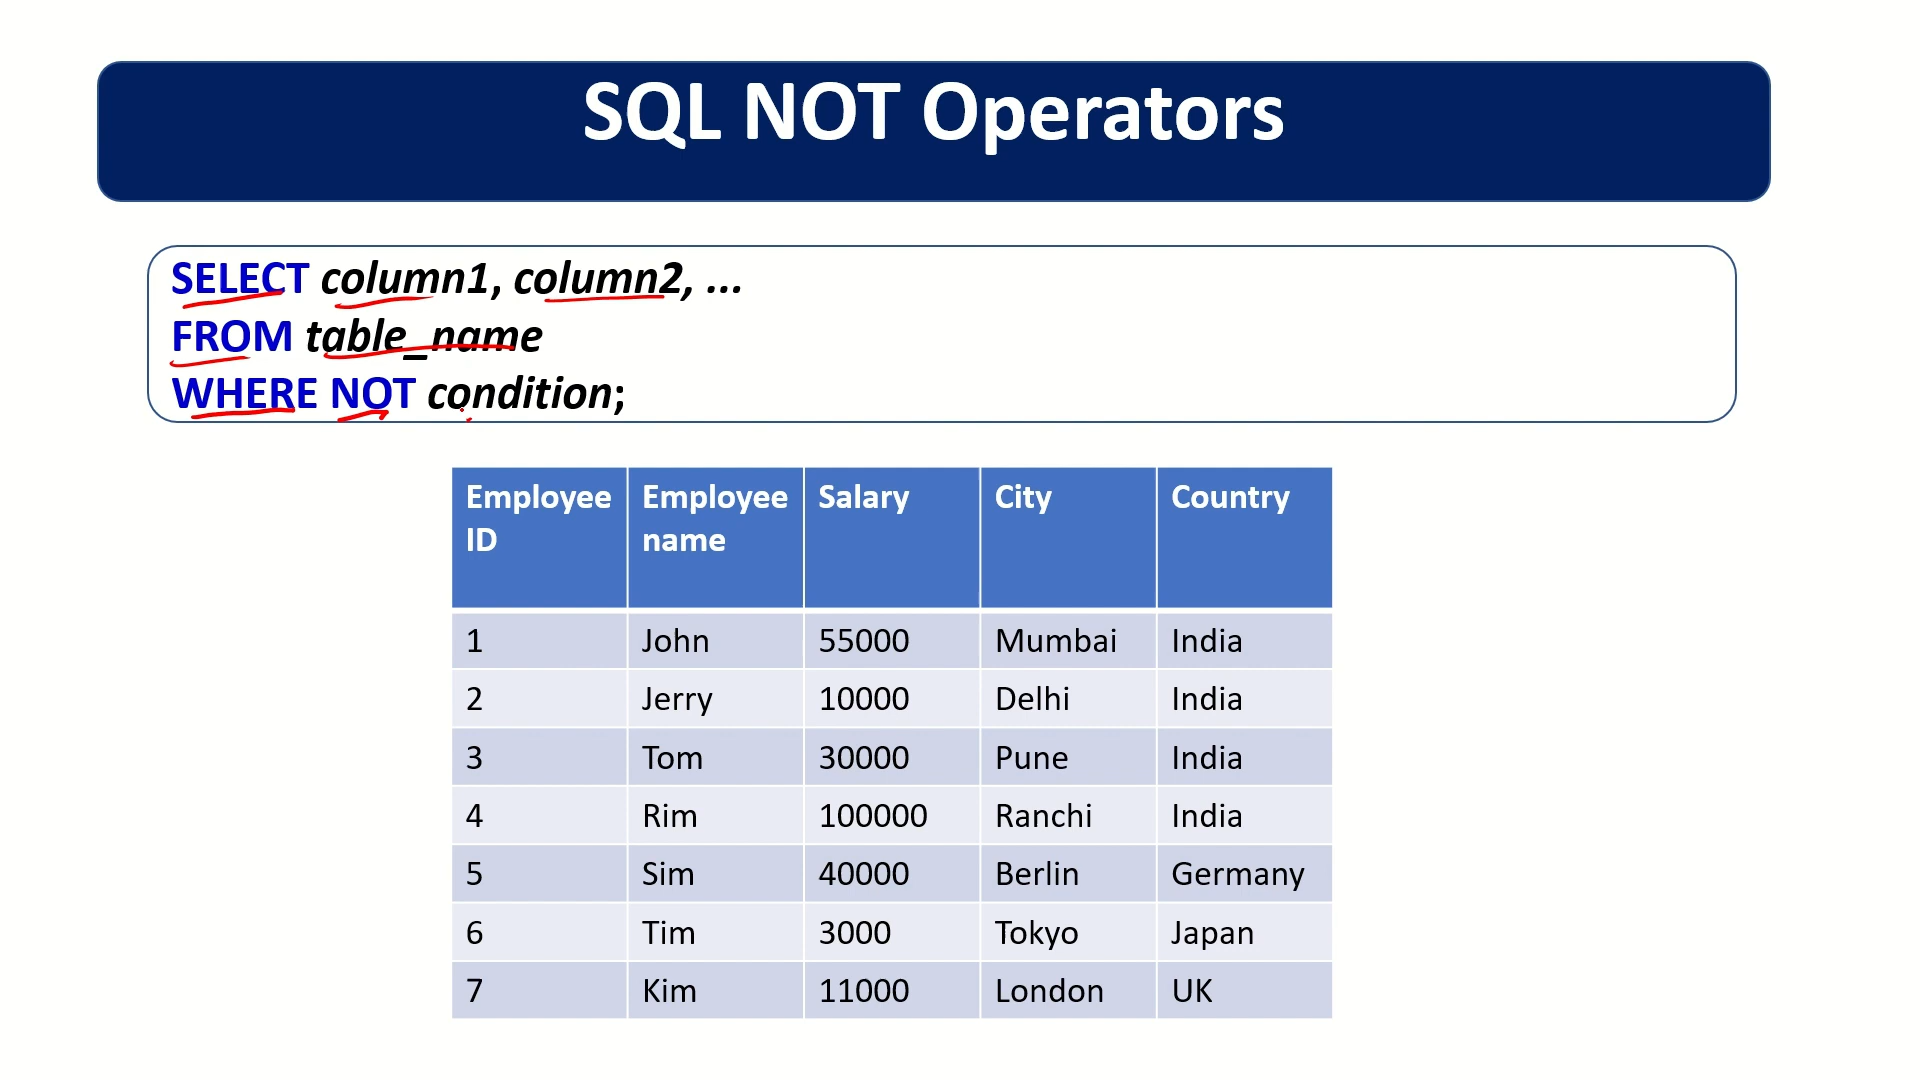 SQL NOT Operators
SELECT column1, column2, ...
FROM table_name
WHERE NOT condition;
Employee ID Employee name Salary City Country
1 John 55000 Mumbai India
2 Jerry 10000 Delhi India
3 Tom 30000 Pune India
4 Rim 100000 Ranchi India
5 Sim 40000 Berlin Germany
6 Tim 3000 Tokyo Japan
7 Kim 11000 London UK